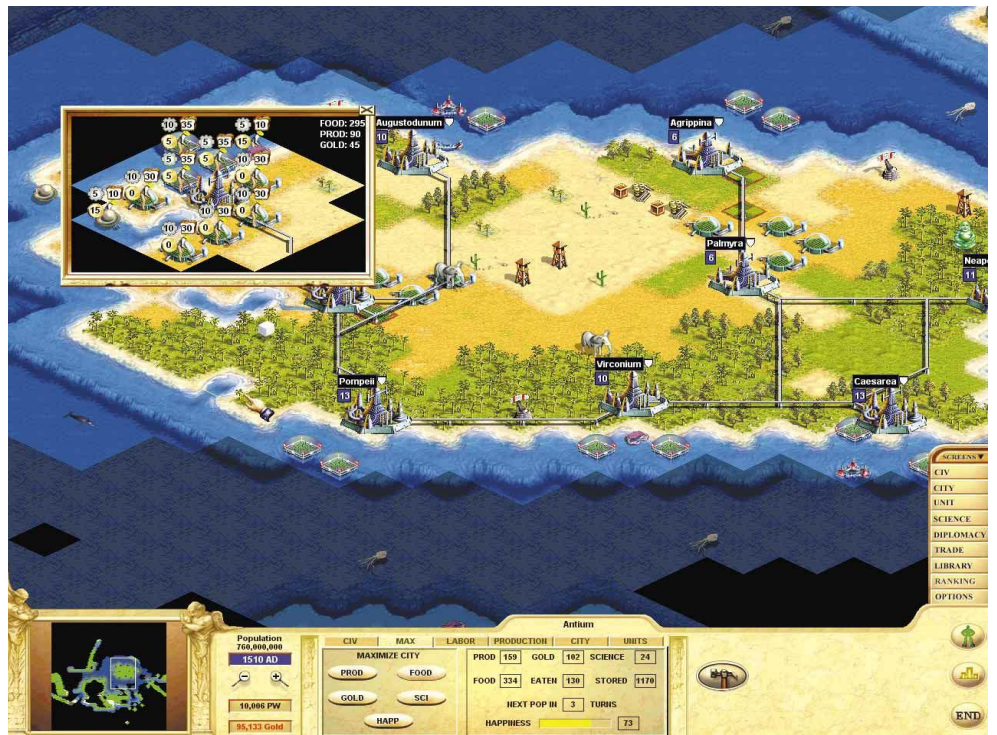 FOOD: 295
PROD: 90
GOLD: 45
10 35 5 10
5 5 35 15
5 35 5 10 30
10 30 5 0
5 10 0 10 30
15 10 30 0
10 30 0
0
Augustodunum
10
Agrippina
6
Palmyra
6
Neap
11
Virconium
10
Pompeii
13
Caesarea
13
SCREENS
CIV
CITY
UNIT
SCIENCE
DIPLOMACY
TRADE
LIBRARY
RANKING
OPTIONS
END
Population
760,000,000
1510 AD
10,006 PW
95,133 Gold
Antium
CIV MAX LABOR PRODUCTION CITY UNITS
MAXIMIZE CITY
PROD FOOD
GOLD SCI
HAPP
PROD 159 GOLD 102 SCIENCE 24
FOOD 334 EATEN 130 STORED 1170
NEXT POP IN 3 TURNS
HAPPINESS 73